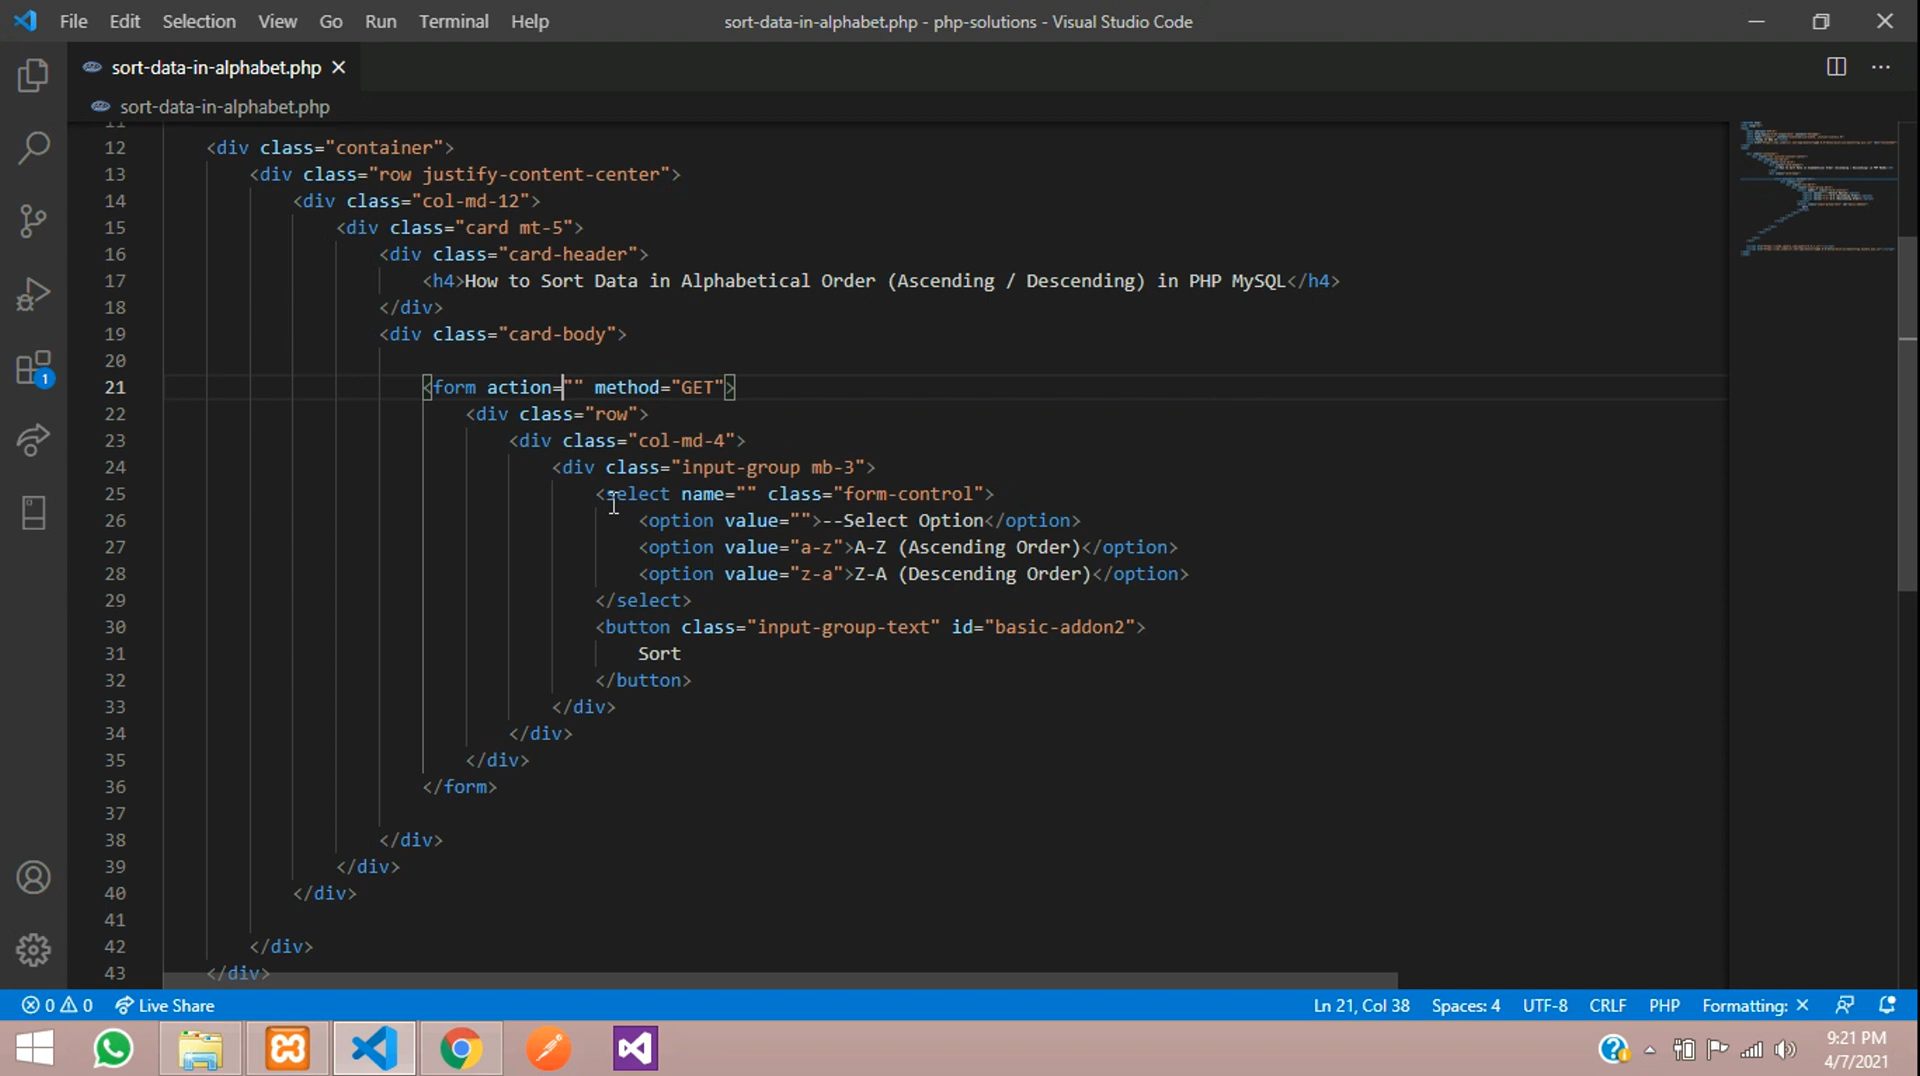 File Edit Selection View Go Run Terminal Help sort-data-in-alphabet.php - php-solutions - Visual Studio Code
sort-data-in-alphabet.php
sort-data-in-alphabet.php
11
12 <div class="container">
13 <div class="row justify-content-center">
14 <div class="col-md-12">
15 <div class="card mt-5">
16 <div class="card-header">
17 <h4>How to Sort Data in Alphabetical Order (Ascending / Descending) in PHP MySQL</h4>
18 </div>
19 <div class="card-body">
20
21 <form action="" method="GET">
22 <div class="row">
23 <div class="col-md-4">
24 <div class="input-group mb-3">
25 <select name="" class="form-control">
26 <option value="">--Select Option</option>
27 <option value="a-z">A-Z (Ascending Order)</option>
28 <option value="z-a">Z-A (Descending Order)</option>
29 </select>
30 <button class="input-group-text" id="basic-addon2">
31 Sort
32 </button>
33 </div>
34 </div>
35 </div>
36 </form>
37
38 </div>
39 </div>
40 </div>
41
42 </div>
43 </div>
1
0 0 Live Share Ln 21, Col 38 Spaces: 4 UTF-8 CRLF PHP Formatting: ×
9:21 PM
4/7/2021